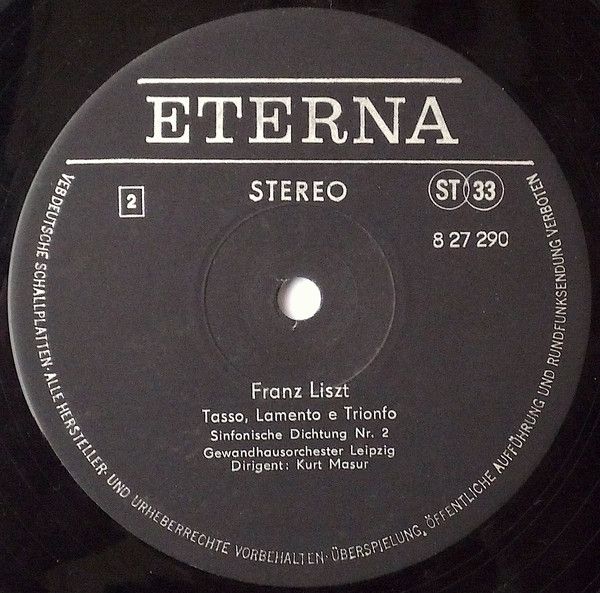 ETERNA
2
STEREO
ST 33
8 27 290
Franz Liszt
Tasso, Lamento e Trionfo
Sinfonische Dichtung Nr. 2
Gewandhausorchester Leipzig
Dirigent: Kurt Masur
VEB DEUTSCHE SCHALLPLATTEN · ALLE HERSTELLER- UND URHEBERRECHTE VORBEHALTEN · ÜBERSPIELUNG, ÖFFENTLICHE AUFFÜHRUNG UND RUNDFUNKSENDUNG VERBOTEN